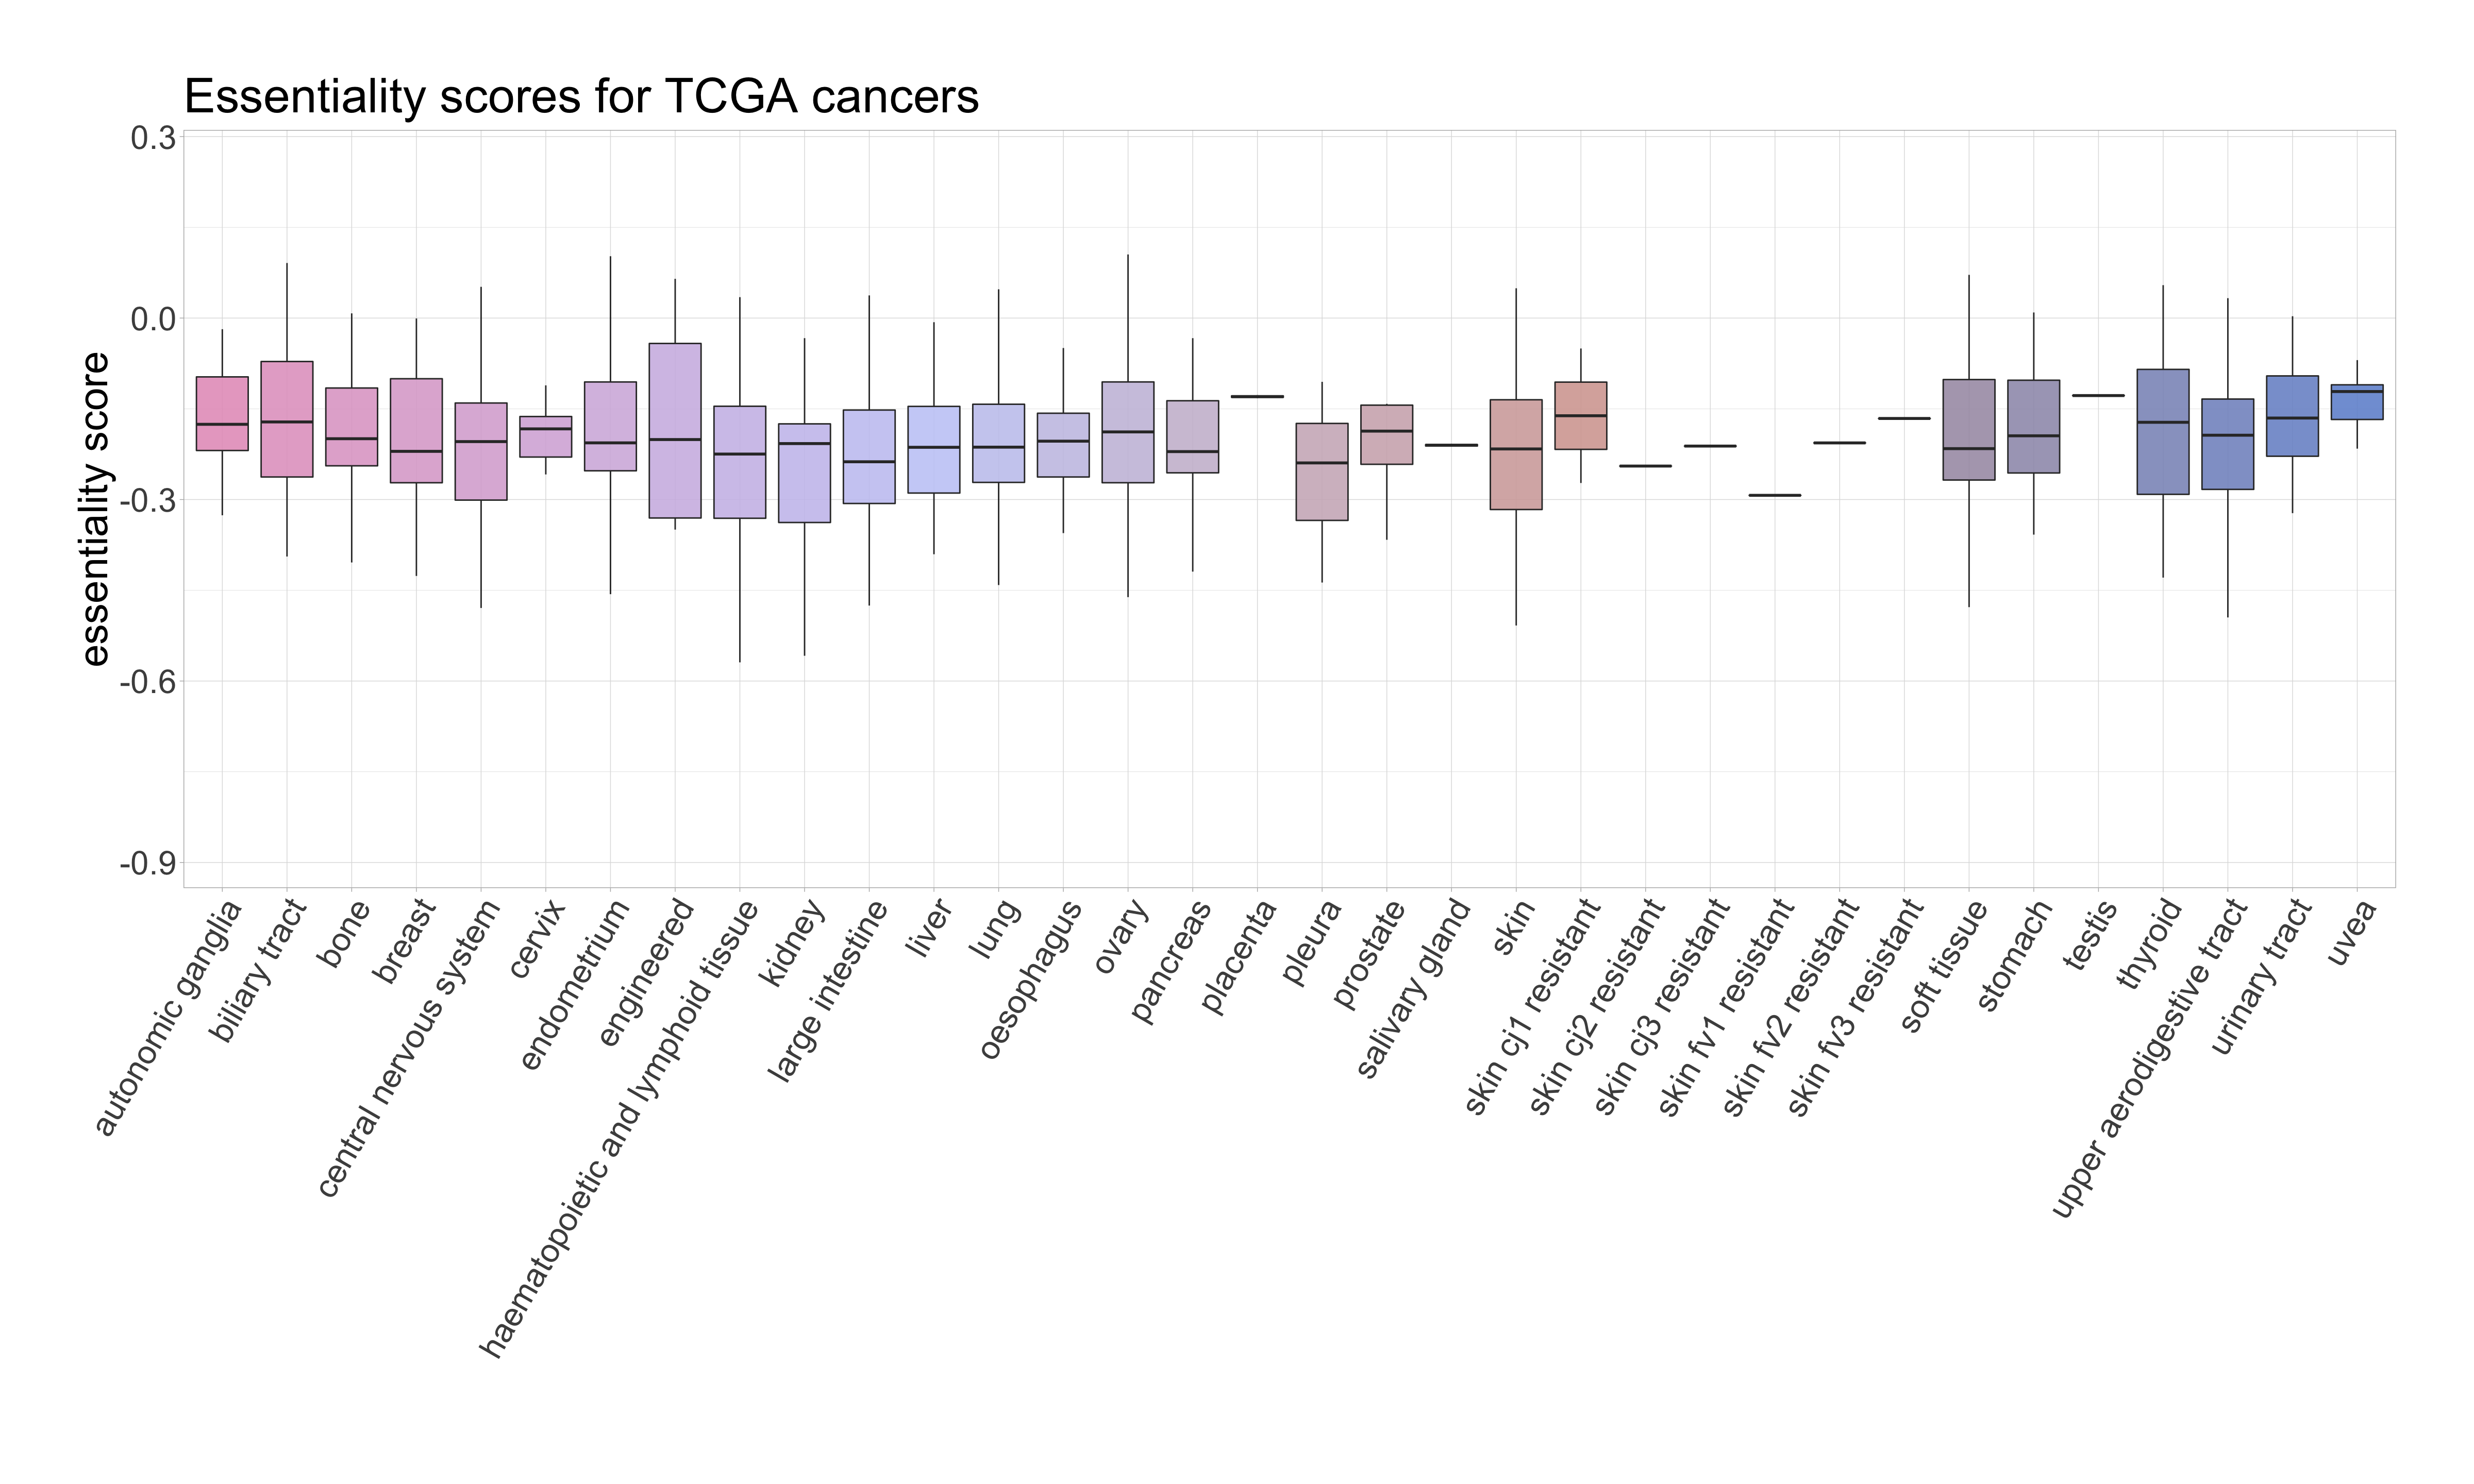 Essentiality scores for TCGA cancers
essentiality score
0.3
0.0
-0.3
-0.6
-0.9
autonomic ganglia
biliary tract
bone
breast
central nervous system
cervix
endometrium
engineered
haematopoietic and lymphoid tissue
kidney
large intestine
liver
lung
oesophagus
ovary
pancreas
placenta
pleura
prostate
salivary gland
skin
skin cj1 resistant
skin cj2 resistant
skin cj3 resistant
skin fv1 resistant
skin fv2 resistant
skin fv3 resistant
soft tissue
stomach
testis
thyroid
upper aerodigestive tract
urinary tract
uvea